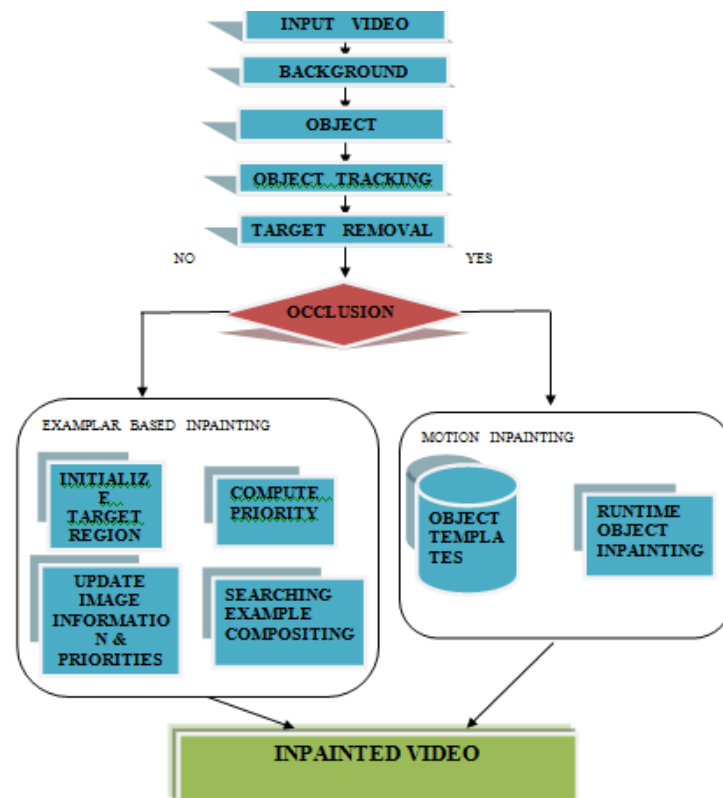 INPUT VIDEO
BACKGROUND
OBJECT
OBJECT TRACKING
TARGET REMOVAL
NO
YES
OCCLUSION
EXAMPLAR BASED INPAINTING
INITIALIZ
E
TARGET
REGION
COMPUTE
PRIORITY
UPDATE
IMAGE
INFORMATIO
N &
PRIORITIES
SEARCHING
EXAMPLE
COMPOSITING
MOTION INPAINTING
OBJECT
TEMPLA
TES
RUNTIME
OBJECT
INPAINTING
INPAINTED VIDEO